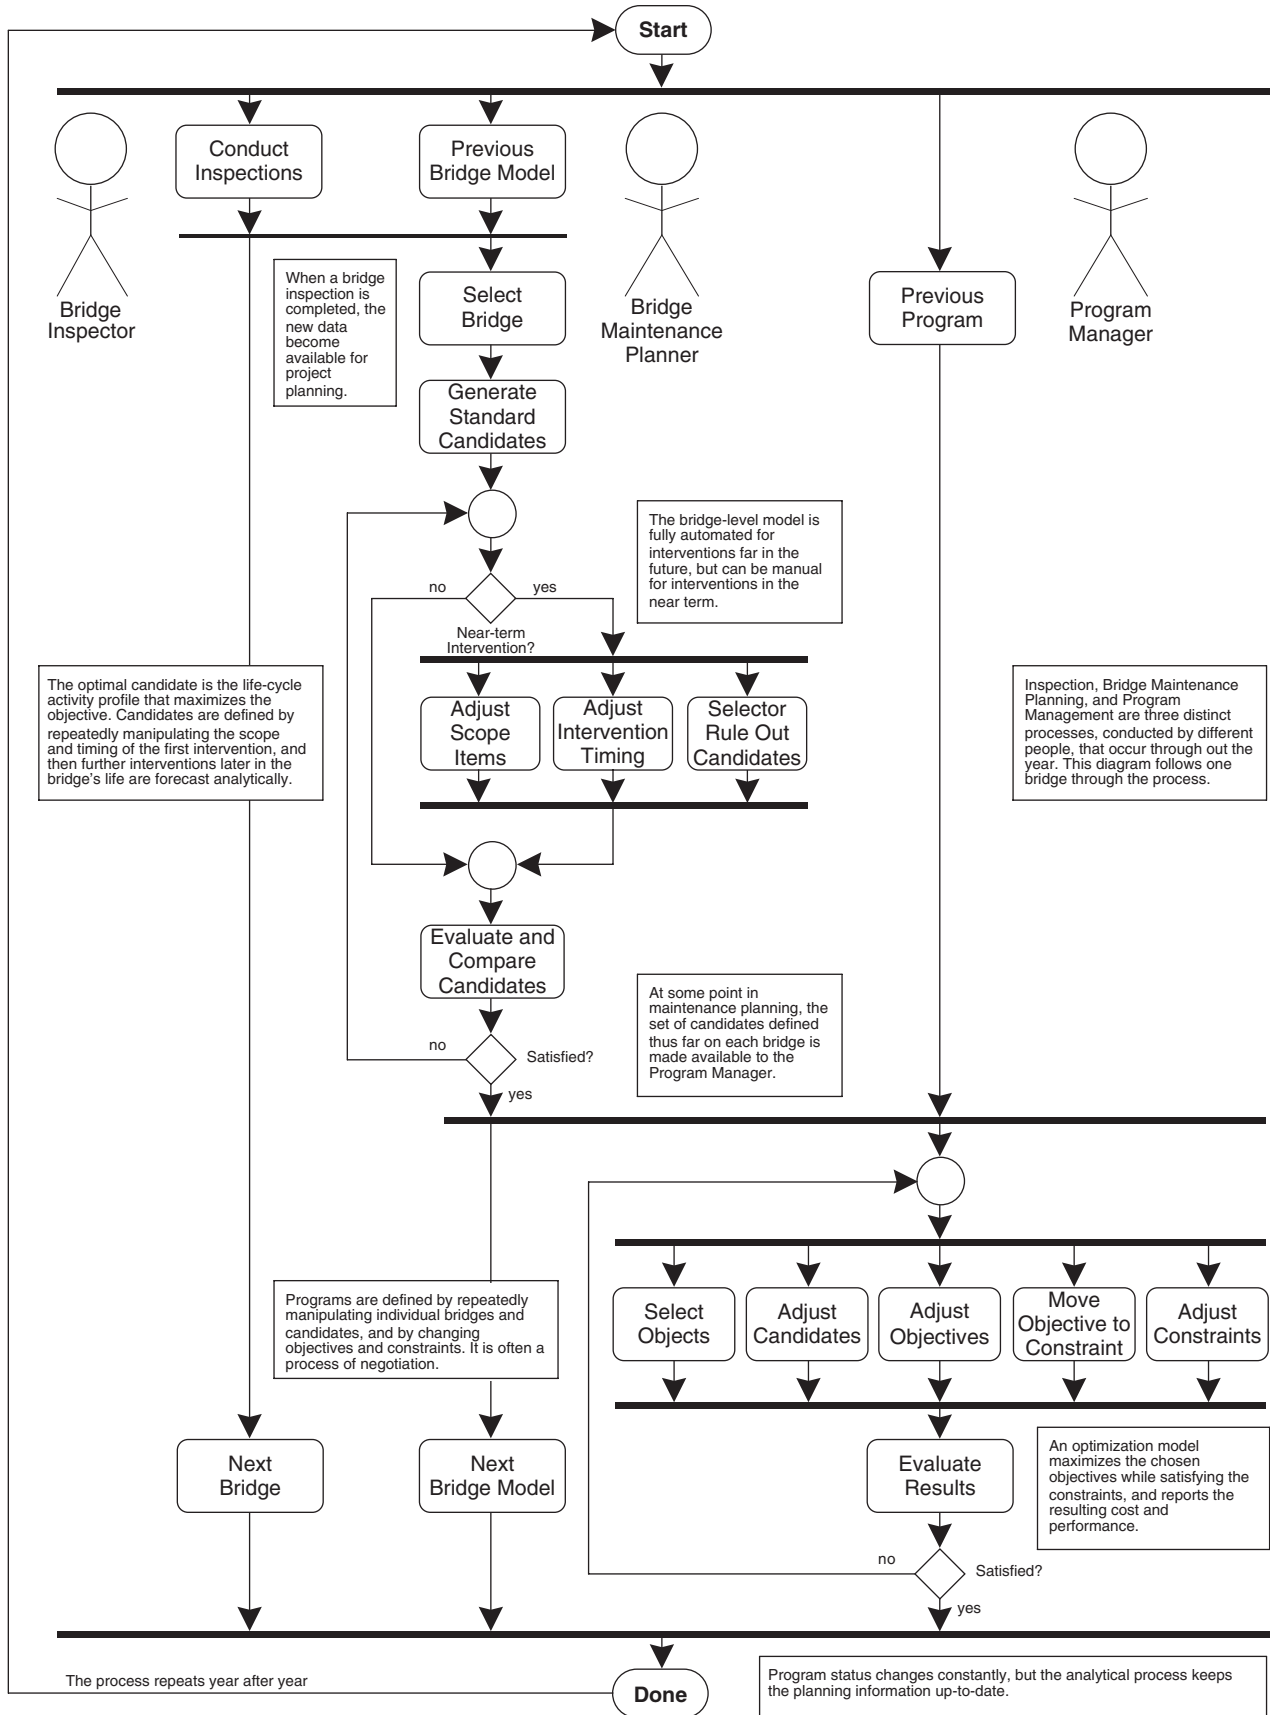 Start
Conduct
Inspections
Previous
Bridge Model
Bridge
Inspector
When a bridge
inspection is
completed, the
new data
become
available for
project
planning.
Select
Bridge
Bridge
Maintenance
Planner
Previous
Program
Program
Manager
Generate
Standard
Candidates
The bridge-level model is
fully automated for
interventions far in the
future, but can be manual
for interventions in the
near term.
no
yes
Near-term
Intervention?
The optimal candidate is the life-cycle
activity profile that maximizes the
objective. Candidates are defined by
repeatedly manipulating the scope
and timing of the first intervention, and
then further interventions later in the
bridge's life are forecast analytically.
Adjust
Scope
Items
Adjust
Intervention
Timing
Selector
Rule Out
Candidates
Inspection, Bridge Maintenance
Planning, and Program
Management are three distinct
processes, conducted by different
people, that occur through out the
year. This diagram follows one
bridge through the process.
Evaluate and
Compare
Candidates
At some point in
maintenance planning, the
set of candidates defined
thus far on each bridge is
made available to the
Program Manager.
no
Satisfied?
yes
Programs are defined by repeatedly
manipulating individual bridges and
candidates, and by changing
objectives and constraints. It is often a
process of negotiation.
Select
Objects
Adjust
Candidates
Adjust
Objectives
Move
Objective to
Constraint
Adjust
Constraints
Next
Bridge
Next
Bridge Model
Evaluate
Results
An optimization model
maximizes the chosen
objectives while satisfying the
constraints, and reports the
resulting cost and
performance.
no
Satisfied?
yes
The process repeats year after year
Done
Program status changes constantly, but the analytical process keeps
the planning information up-to-date.